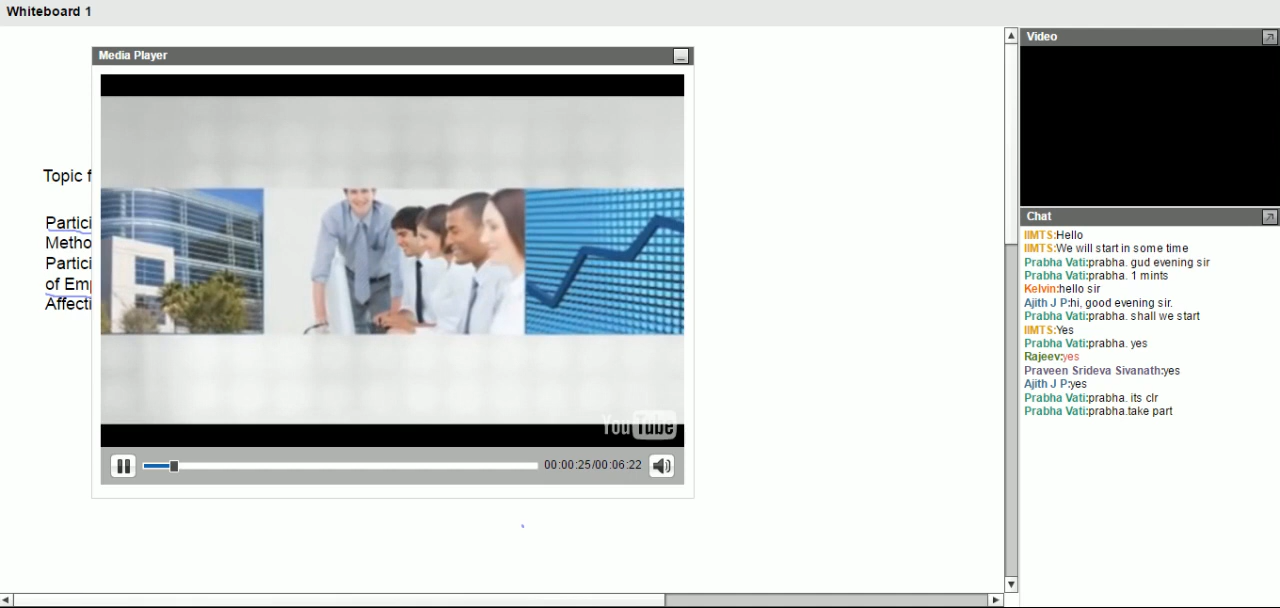 Whiteboard 1
Media Player
Topic f
Partici
Metho
Partici
of Emp
Affecti
YouTube
00:00:25/00:06:22
Video
Chat
IIMTS:Hello
IIMTS:We will start in some time
Prabha Vati:prabha. gud evening sir
Prabha Vati:prabha. 1 mints
Kelvin:hello sir
Ajith J P:hi, good evening sir.
Prabha Vati:prabha. shall we start
IIMTS:Yes
Prabha Vati:prabha. yes
Rajeev:yes
Praveen Srideva Sivanath:yes
Ajith J P:yes
Prabha Vati:prabha. its clr
Prabha Vati:prabha.take part